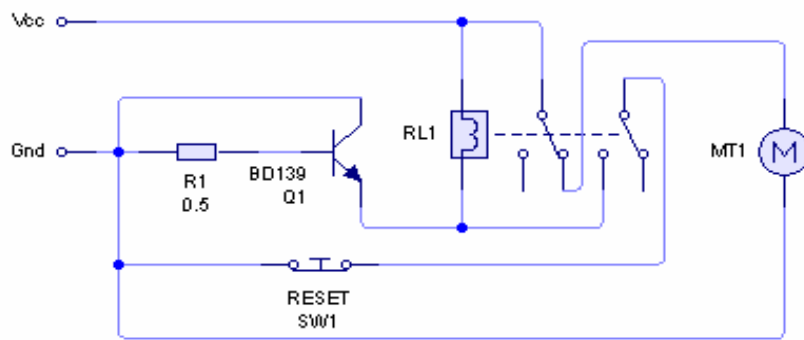 Vcc
RL1
Gnd
MT1
R1
0.5
BD139
Q1
M
RESET
SW1